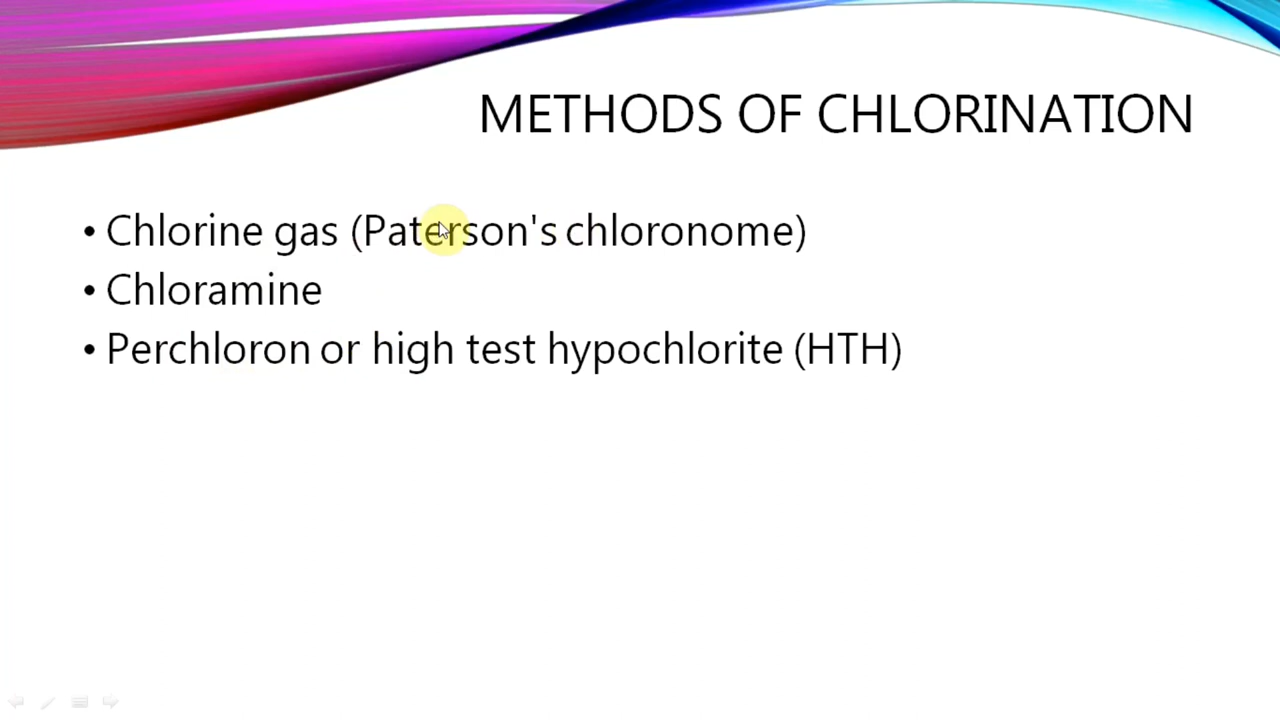 METHODS OF CHLORINATION
• Chlorine gas (Paterson's chloronome)
• Chloramine
• Perchloron or high test hypochlorite (HTH)